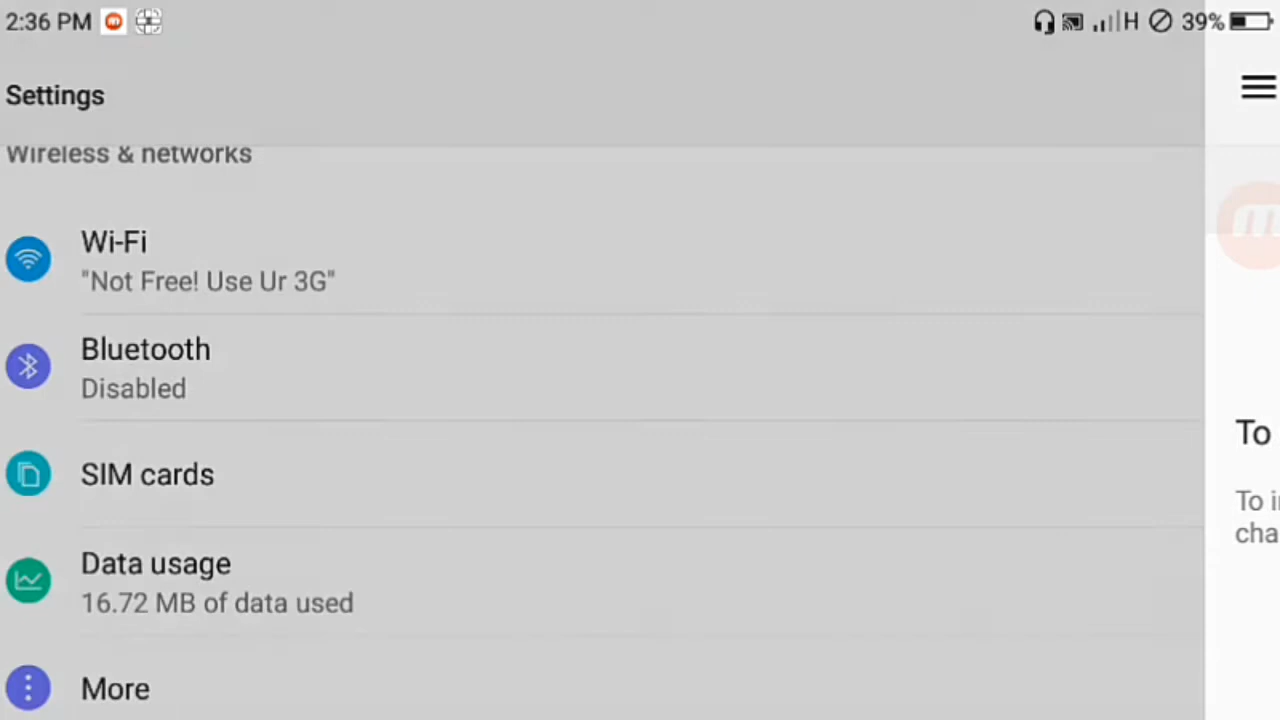 2:36 PM
H 39%
Settings
Wireless & networks
Wi-Fi
"Not Free! Use Ur 3G"
Bluetooth
Disabled
SIM cards
Data usage
16.72 MB of data used
More
To
To
cha